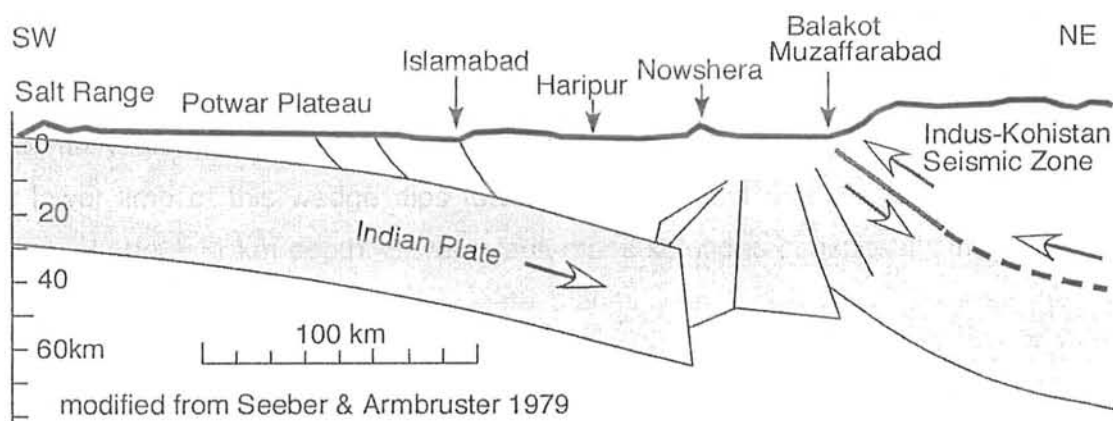 SW
NE
Balakot
Muzaffarabad
Islamabad
Nowshera
Haripur
Salt Range
Potwar Plateau
Indus-Kohistan
Seismic Zone
0
20
Indian Plate
40
100 km
60km
modified from Seeber & Armbruster 1979